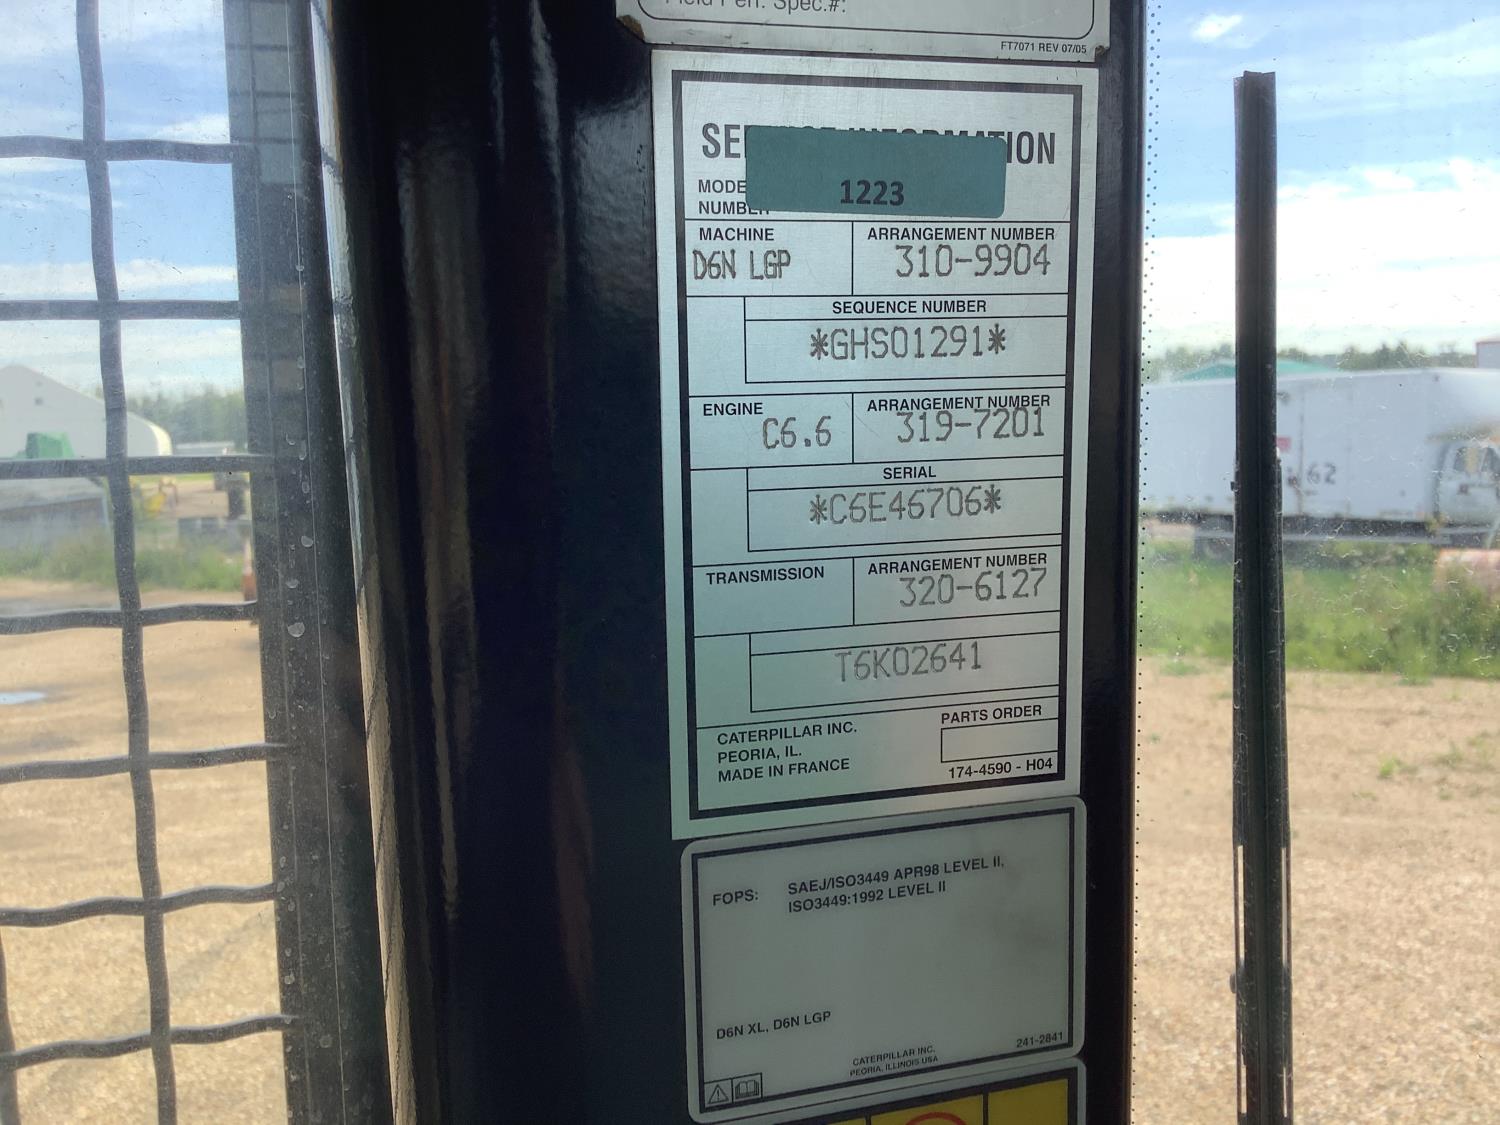 Field Perf. Spec.#:
FT7071 REV 07/05
1223
NUMBER
MACHINE
D6N LGP
ARRANGEMENT NUMBER
310-9904
SEQUENCE NUMBER
*GHS01291*
ENGINE
C6.6
ARRANGEMENT NUMBER
319-7201
SERIAL
*C6E46706*
TRANSMISSION
ARRANGEMENT NUMBER
320-6127
T6K02641
CATERPILLAR INC.
PEORIA, IL.
MADE IN FRANCE
PARTS ORDER
174-4590 - H04
FOPS:
SAEJ/ISO3449 APR98 LEVEL II,
ISO3449:1992 LEVEL II
D6N XL, D6N LGP
CATERPILLAR INC.
PEORIA, ILLINOIS USA
241-2841
62